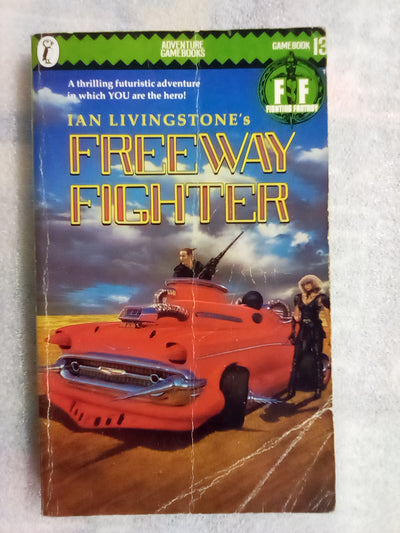 ADVENTURE
GAMEBOOKS
GAMEBOOK 13
A thrilling futuristic adventure
in which YOU are the hero!
FF
FIGHTING FANTASY
IAN LIVINGSTONE's
FREEWAY
FIGHTER